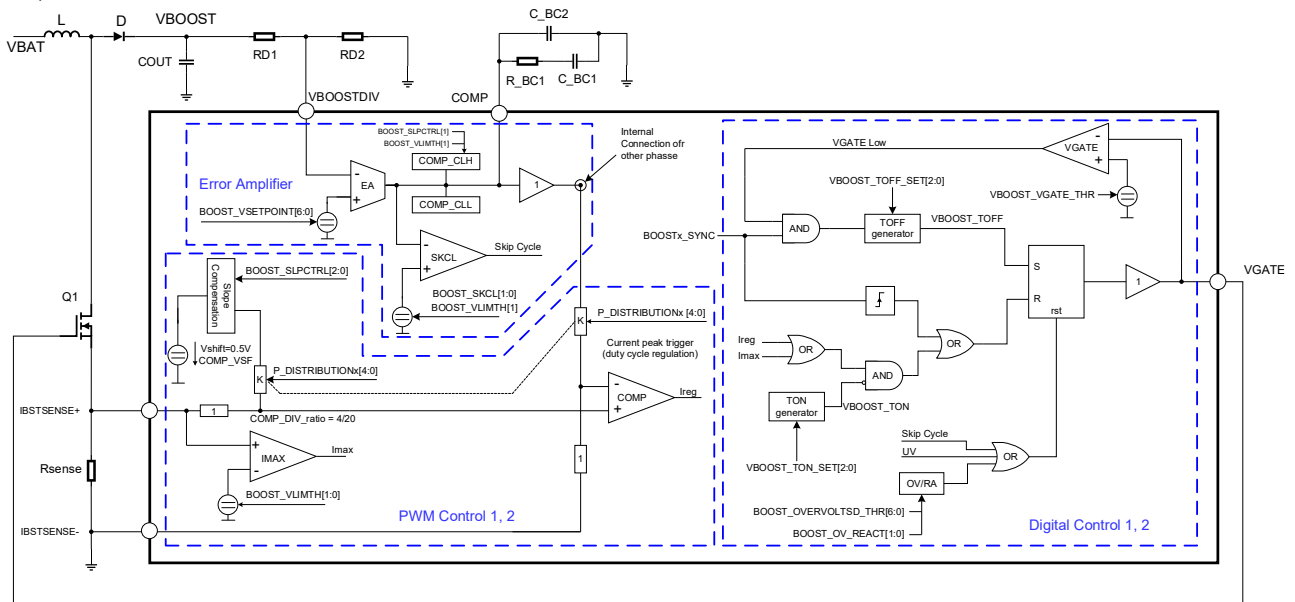 L
D
VBOOST
C_BC2
VBAT
COUT
RD1
RD2
R_BC1
C_BC1
VBOOSTDIV
COMP
Error Amplifier
BOOST_SLPCTRL[1]
BOOST_VLIMTH[1]
COMP_CLH
COMP_CLL
EA
-
+
1
Internal
Connection ofr
other phasse
BOOST_VSETPOINT[6:0]
-
SKCL
+
Skip Cycle
BOOST_SKCL[1:0]
BOOST_VLIMTH[1]
VGATE Low
-
VGATE
+
VBOOST_VGATE_THR
VBOOST_TOFF_SET[2:0]
BOOSTx_SYNC
AND
TOFF
generator
VBOOST_TOFF
S
R
rst
1
VGATE
Q1
Slope
Compensation
BOOST_SLPCTRL[2:0]
Vshift=0.5V
COMP_VSF
K
P_DISTRIBUTIONx[4:0]
K
P_DISTRIBUTIONx [4:0]
Current peak trigger
(duty cycle regulation)
-
COMP
+
Ireg
IBSTSENSE+
1
COMP_DIV_ratio = 4/20
+
IMAX
-
Imax
BOOST_VLIMTH[1:0]
1
Rsense
IBSTSENSE-
PWM Control 1, 2
Ireg
Imax
OR
AND
OR
TON
generator
VBOOST_TON
VBOOST_TON_SET[2:0]
Skip Cycle
UV
OR
OV/RA
BOOST_OVERVOLTSD_THR[6:0]
BOOST_OV_REACT[1:0]
Digital Control 1, 2